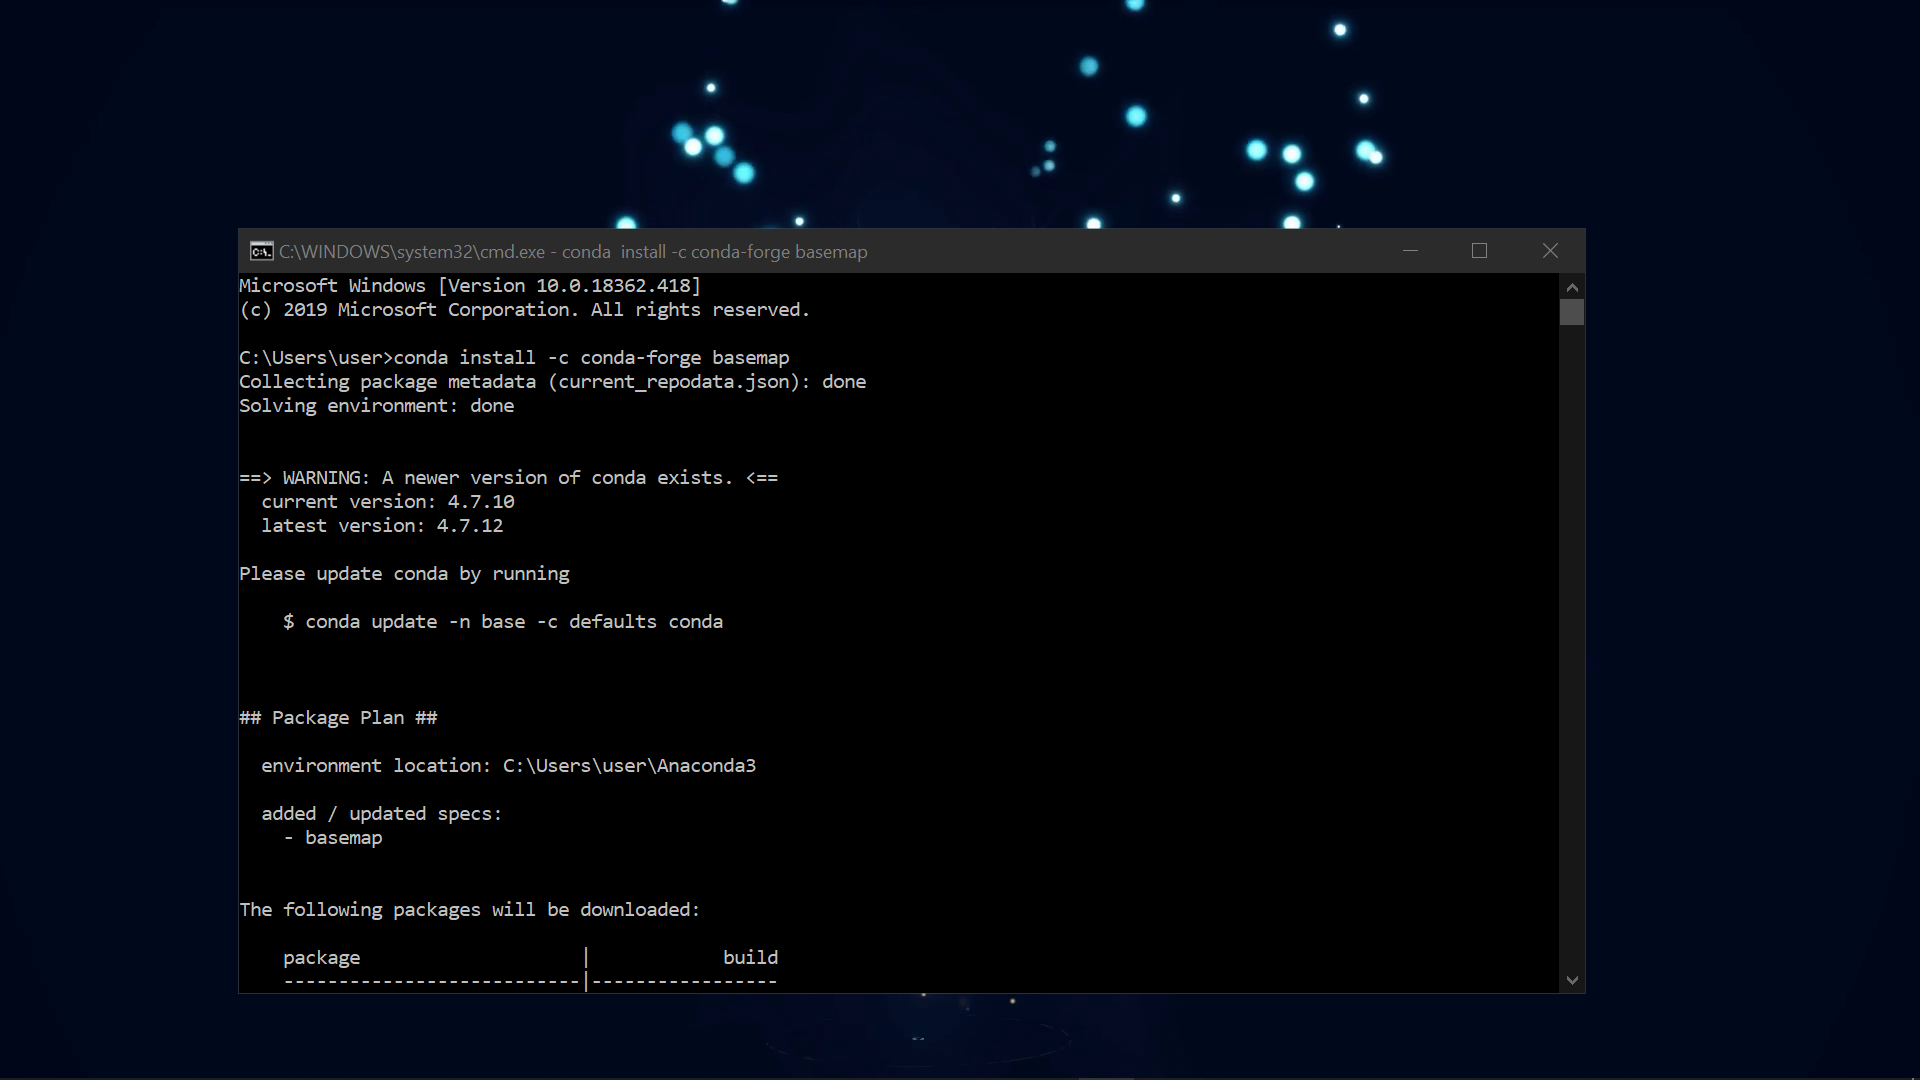 C:\WINDOWS\system32\cmd.exe - conda  install -c conda-forge basemap
Microsoft Windows [Version 10.0.18362.418]
(c) 2019 Microsoft Corporation. All rights reserved.
C:\Users\user>conda install -c conda-forge basemap
Collecting package metadata (current_repodata.json): done
Solving environment: done
==> WARNING: A newer version of conda exists. <==
  current version: 4.7.10
  latest version: 4.7.12
Please update conda by running
    $ conda update -n base -c defaults conda
## Package Plan ##
  environment location: C:\Users\user\Anaconda3
  added / updated specs:
    - basemap
The following packages will be downloaded:
    package                    |            build
    ---------------------------|-----------------